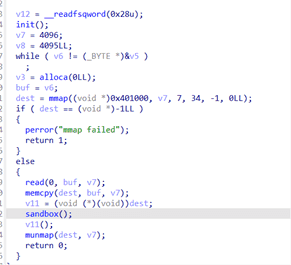 v12 = __readfsqword(0x28u);
init();
v7 = 4096;
v8 = 4095LL;
while ( v6 != (_BYTE *)&v5 )
;
v3 = alloca(0LL);
buf = v6;
dest = mmap((void *)0x401000, v7, 7, 34, -1, 0LL);
if ( dest == (void *)-1LL )
{
perror("mmap failed");
return 1;
}
else
{
read(0, buf, v7);
memcpy(dest, buf, v7);
v11 = (void (*)(void))dest;
sandbox();
v11();
munmap(dest, v7);
return 0;
}